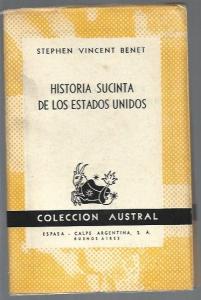 STEPHEN VINCENT BENET
HISTORIA SUCINTA
DE LOS ESTADOS UNIDOS
COLECCION AUSTRAL
ESPASA - CALPE ARGENTINA, S. A.
BUENOS AIRES